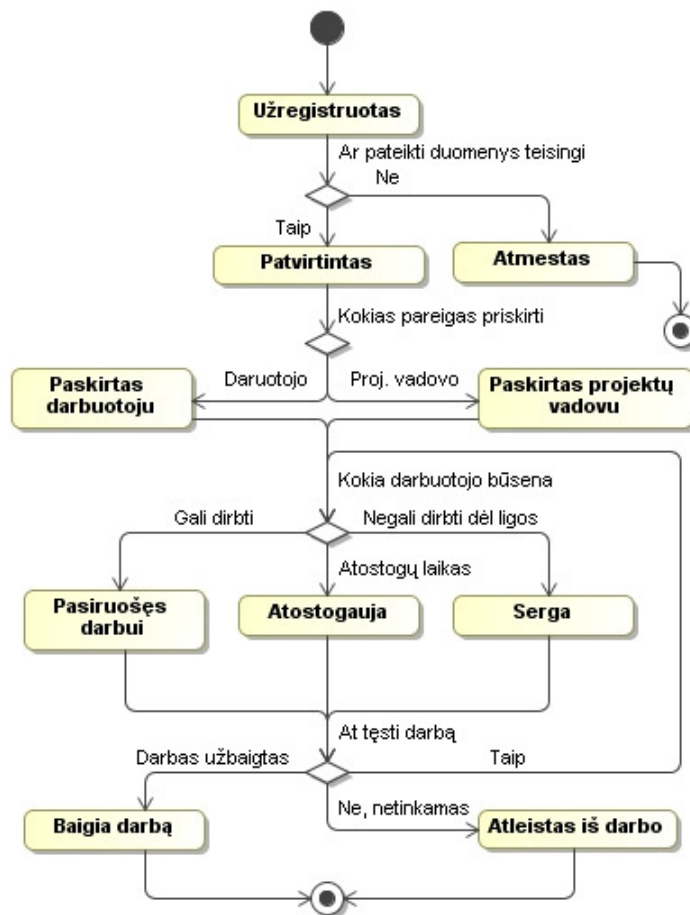 Užregistruotas
Ar pateikti duomenys teisingi
Ne
Taip
Patvirtintas
Atmestas
Kokias pareigas priskirti
Daruotojo
Proj. vadovo
Paskirtas
darbuotoju
Paskirtas projektų
vadovu
Kokia darbuotojo būsena
Gali dirbti
Negali dirbti dėl ligos
Atostogų laikas
Pasiruošęs
darbui
Atostogauja
Serga
At tęsti darbą
Darbas užbaigtas
Taip
Ne, netinkamas
Baigia darbą
Atleistas iš darbo